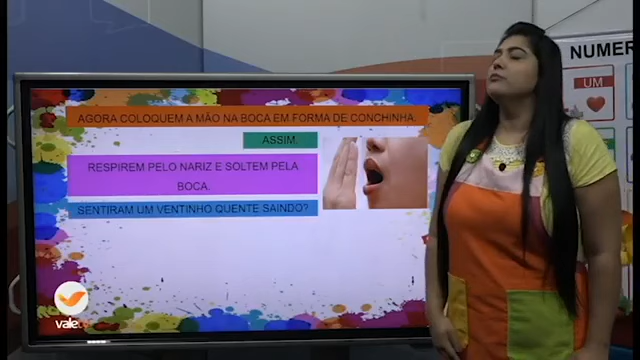 AGORA COLOQUEM A MÃO NA BOCA EM FORMA DE CONCHINHA.
ASSIM.
RESPIREM PELO NARIZ E SOLTEM PELA
BOCA.
SENTIRAM UM VENTINHO QUENTE SAINDO?
NUMER
UM